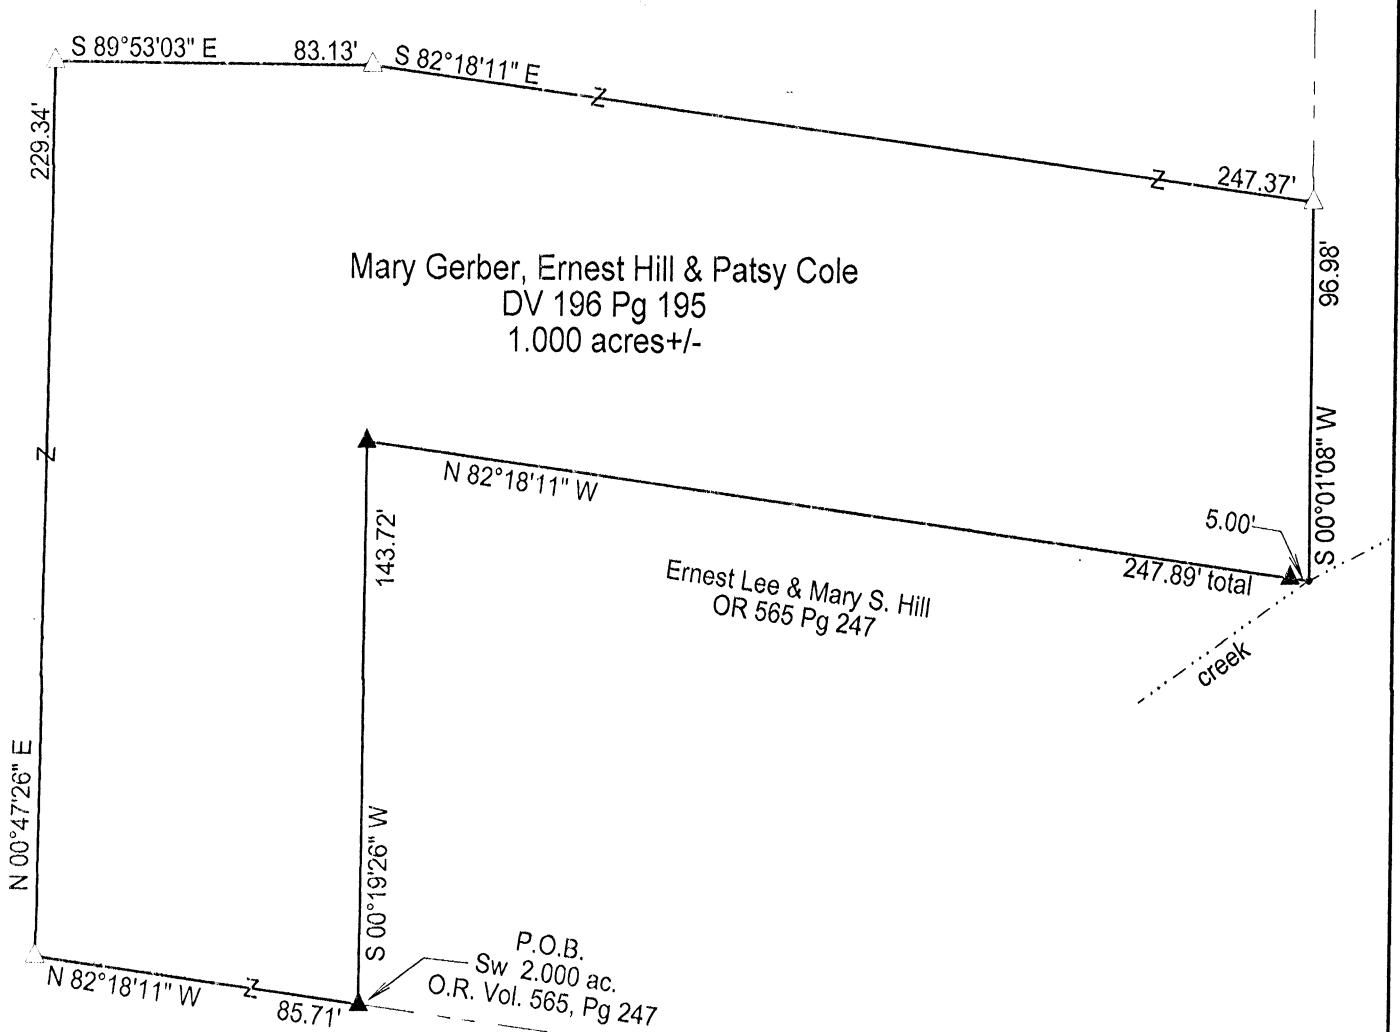 S 89°53'03" E
83.13'
S 82°18'11" E
Z
Z
247.37'
229.34'
96.98'
Mary Gerber, Ernest Hill & Patsy Cole
DV 196 Pg 195
1.000 acres+/-
Z
N 82°18'11" W
5.00'
S 00°01'08" W
143.72'
247.89' total
Ernest Lee & Mary S. Hill
OR 565 Pg 247
creek
N 00°47'26" E
S 00°19'26" W
P.O.B.
Sw 2.000 ac.
O.R. Vol. 565, Pg 247
N 82°18'11" W
Z
85.71'